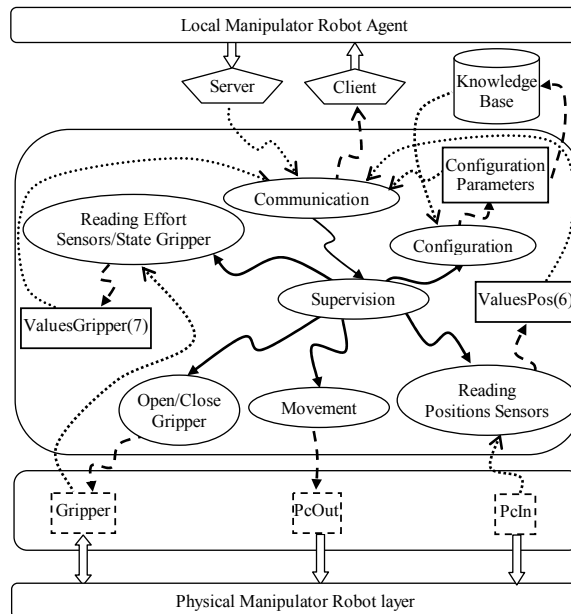 Local Manipulator Robot Agent
Server
Client
Knowledge
Base
Communication
Configuration
Parameters
Reading Effort
Sensors/State Gripper
Configuration
Supervision
ValuesGripper(7)
ValuesPos(6)
Open/Close
Gripper
Movement
Reading
Positions Sensors
Gripper
PcOut
PcIn
Physical Manipulator Robot layer